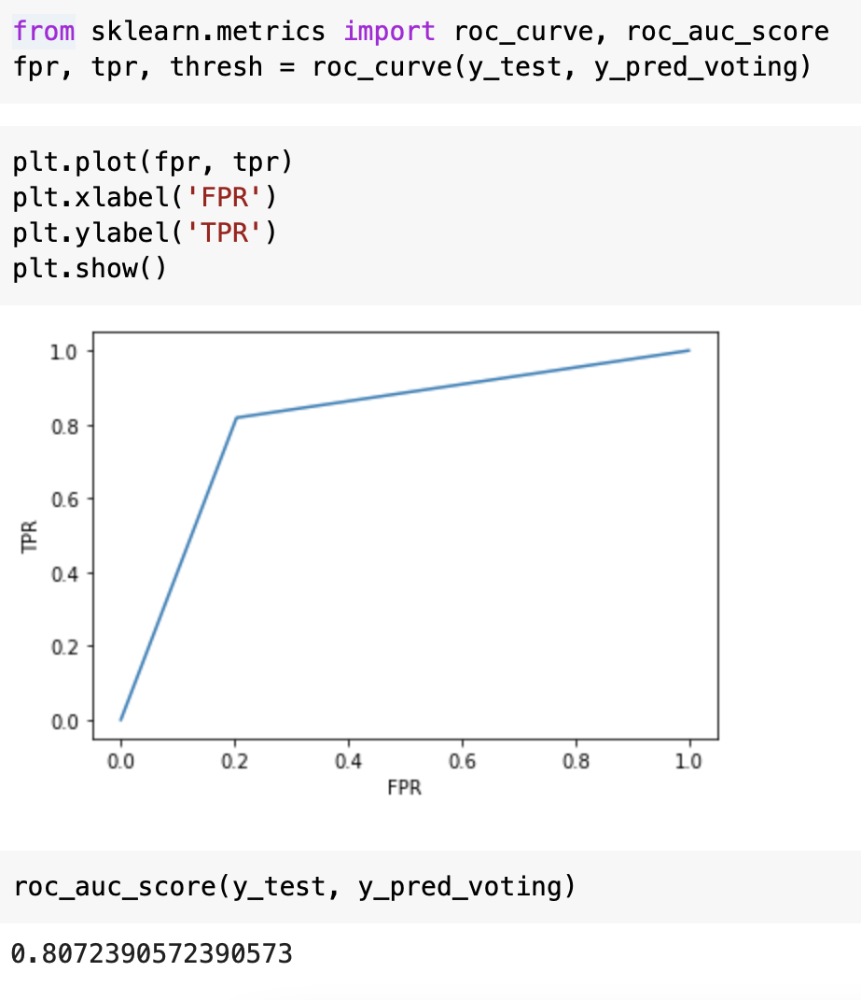 from sklearn.metrics import roc_curve, roc_auc_score
fpr, tpr, thresh = roc_curve(y_test, y_pred_voting)
plt.plot(fpr, tpr)
plt.xlabel('FPR')
plt.ylabel('TPR')
plt.show()
1.0
0.8
0.6
TPR
0.4
0.2
0.0
0.0 0.2 0.4 0.6 0.8 1.0
FPR
roc_auc_score(y_test, y_pred_voting)
0.8072390572390573